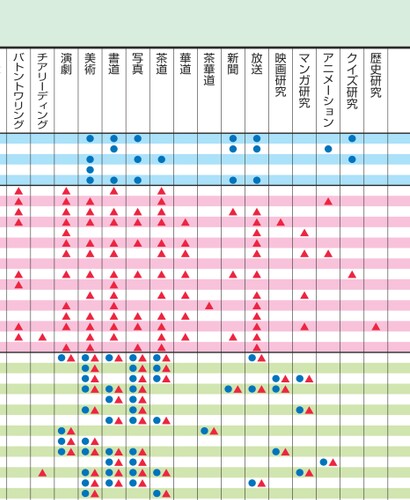 バトントワリング
チアリーディング
演劇
美術
書道
写真
茶道
華道
茶華道
新聞
放送
映画研究
マンガ研究
アニメーション
クイズ研究
歴史研究